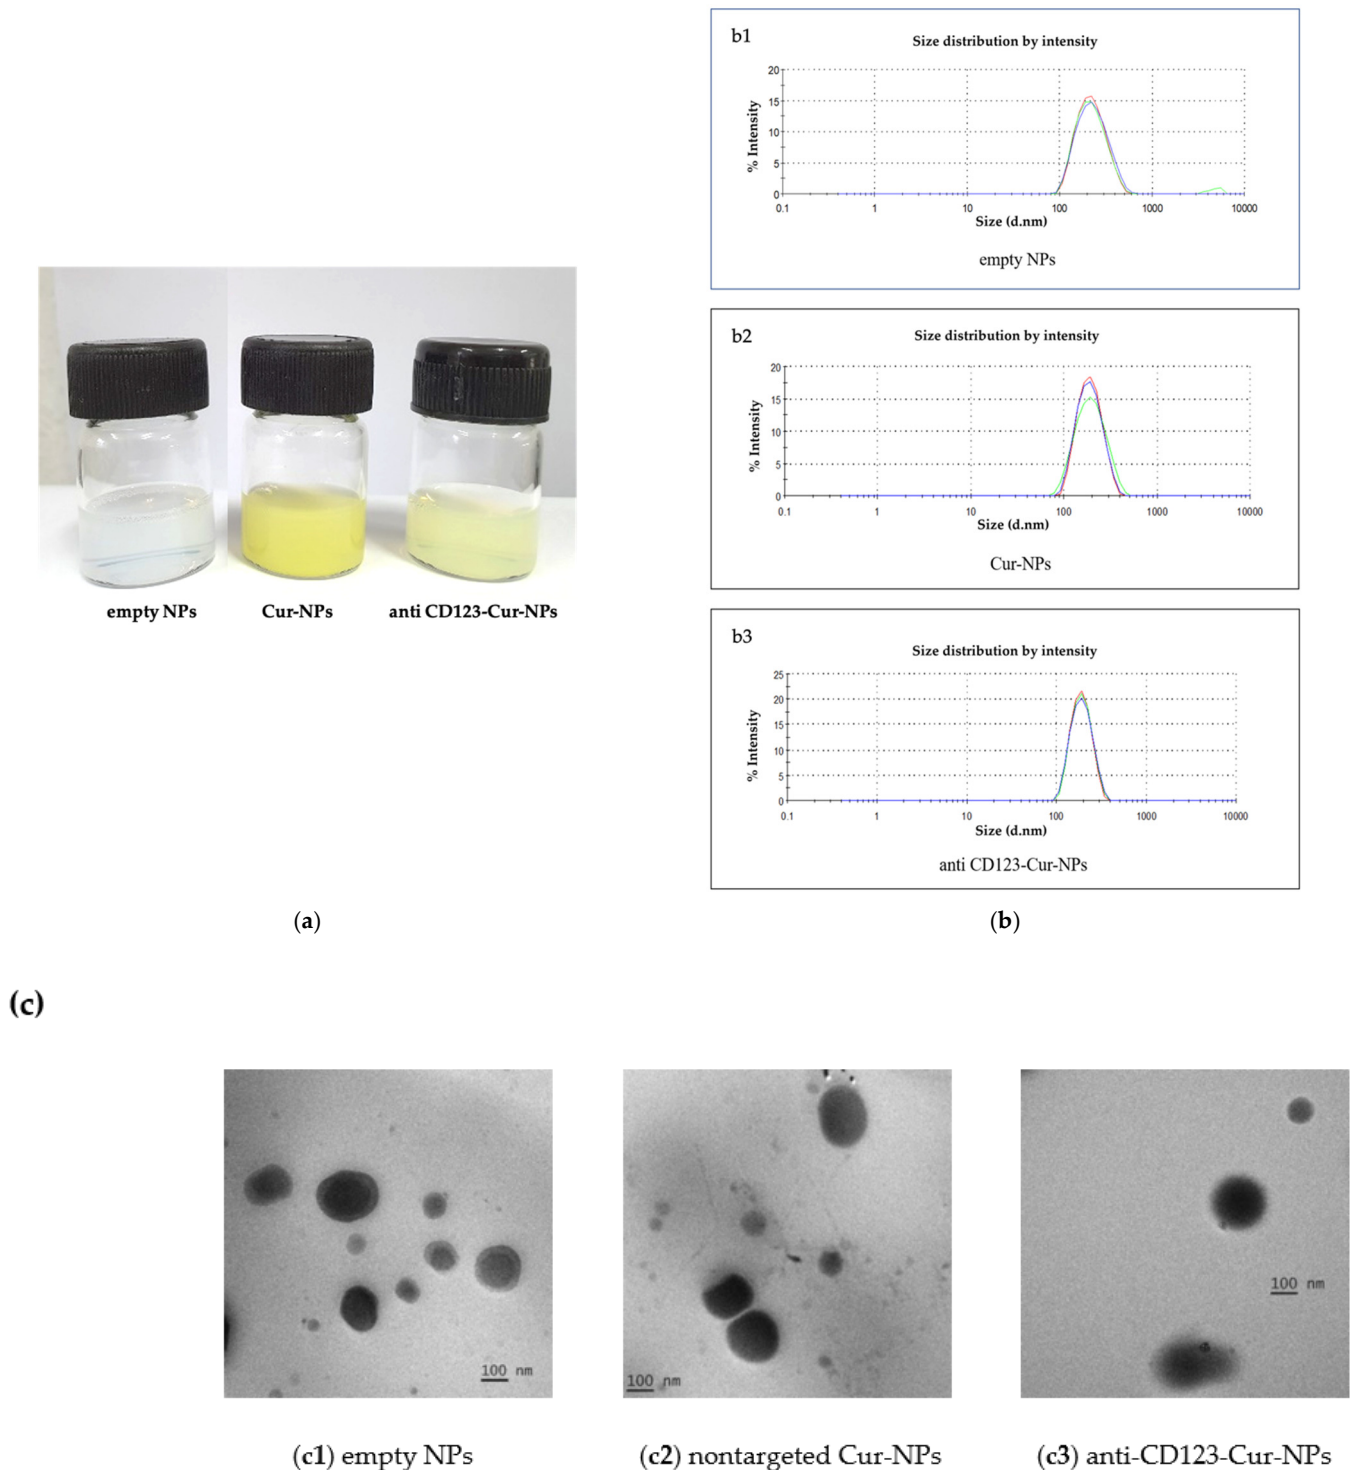 b1
Size distribution by intensity
20
15
10
5
0
% Intensity
0.1 1 10 100 1000 10000
Size (d.nm)
empty NPs
b2
Size distribution by intensity
20
15
10
5
0
% Intensity
0.1 1 10 100 1000 10000
Size (d.nm)
Cur-NPs
b3
Size distribution by intensity
25
20
15
10
5
0
% Intensity
0.1 1 10 100 1000 10000
Size (d.nm)
anti CD123-Cur-NPs
empty NPs Cur-NPs anti CD123-Cur-NPs
(a) (b)
(c)
100 nm
100 nm
100 nm
(c1) empty NPs (c2) nontargeted Cur-NPs (c3) anti-CD123-Cur-NPs